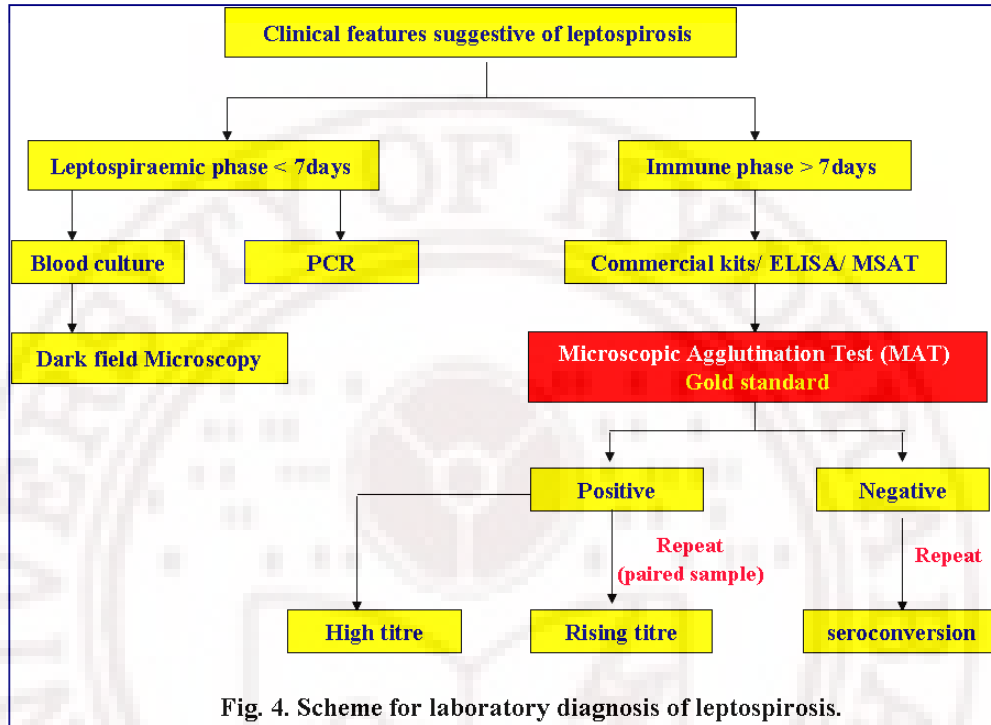 Clinical features suggestive of leptospirosis
Leptospiraemic phase < 7days
Immune phase > 7days
Blood culture
PCR
Commercial kits/ ELISA/ MSAT
Dark field Microscopy
Microscopic Agglutination Test (MAT)
Gold standard
Positive
Negative
Repeat
(paired sample)
Repeat
High titre
Rising titre
seroconversion
Fig. 4. Scheme for laboratory diagnosis of leptospirosis.